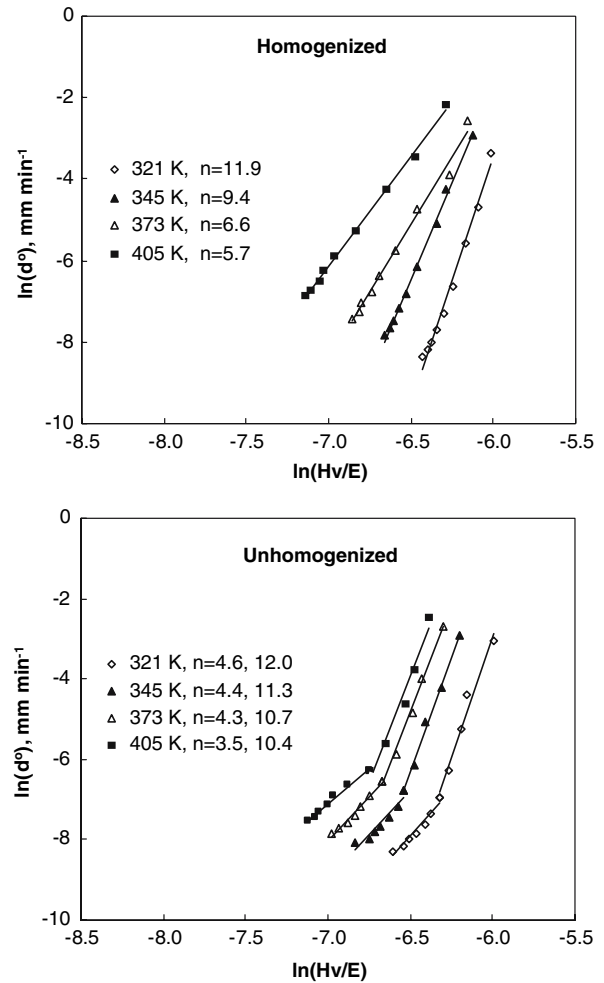 Homogenized
0
-2
-4
-6
-8
-10
ln(d°), mm min⁻¹
321 K, n=11.9
345 K, n=9.4
373 K, n=6.6
405 K, n=5.7
-8.5 -8.0 -7.5 -7.0 -6.5 -6.0 -5.5
ln(Hv/E)
Unhomogenized
0
-2
-4
-6
-8
-10
ln(d°), mm min⁻¹
321 K, n=4.6, 12.0
345 K, n=4.4, 11.3
373 K, n=4.3, 10.7
405 K, n=3.5, 10.4
-8.5 -8.0 -7.5 -7.0 -6.5 -6.0 -5.5
ln(Hv/E)